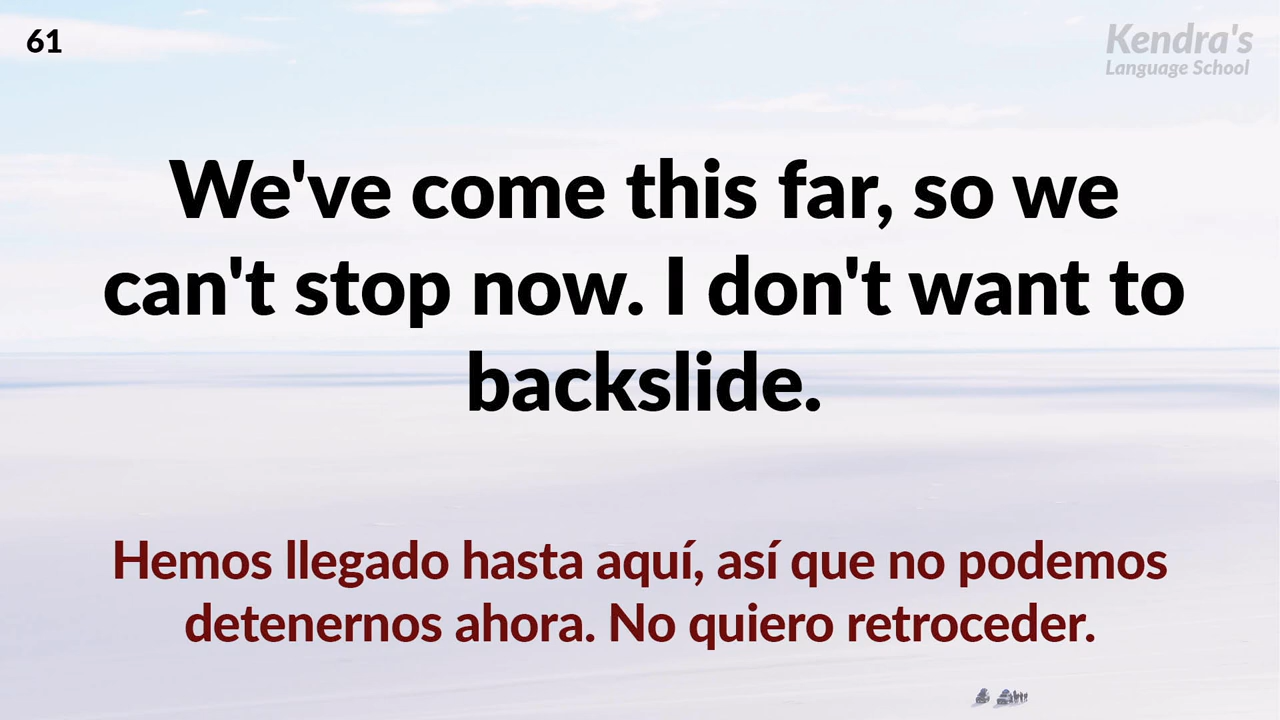 61
Kendra's
Language School
We've come this far, so we
can't stop now. I don't want to
backslide.
Hemos llegado hasta aquí, así que no podemos
detenernos ahora. No quiero retroceder.